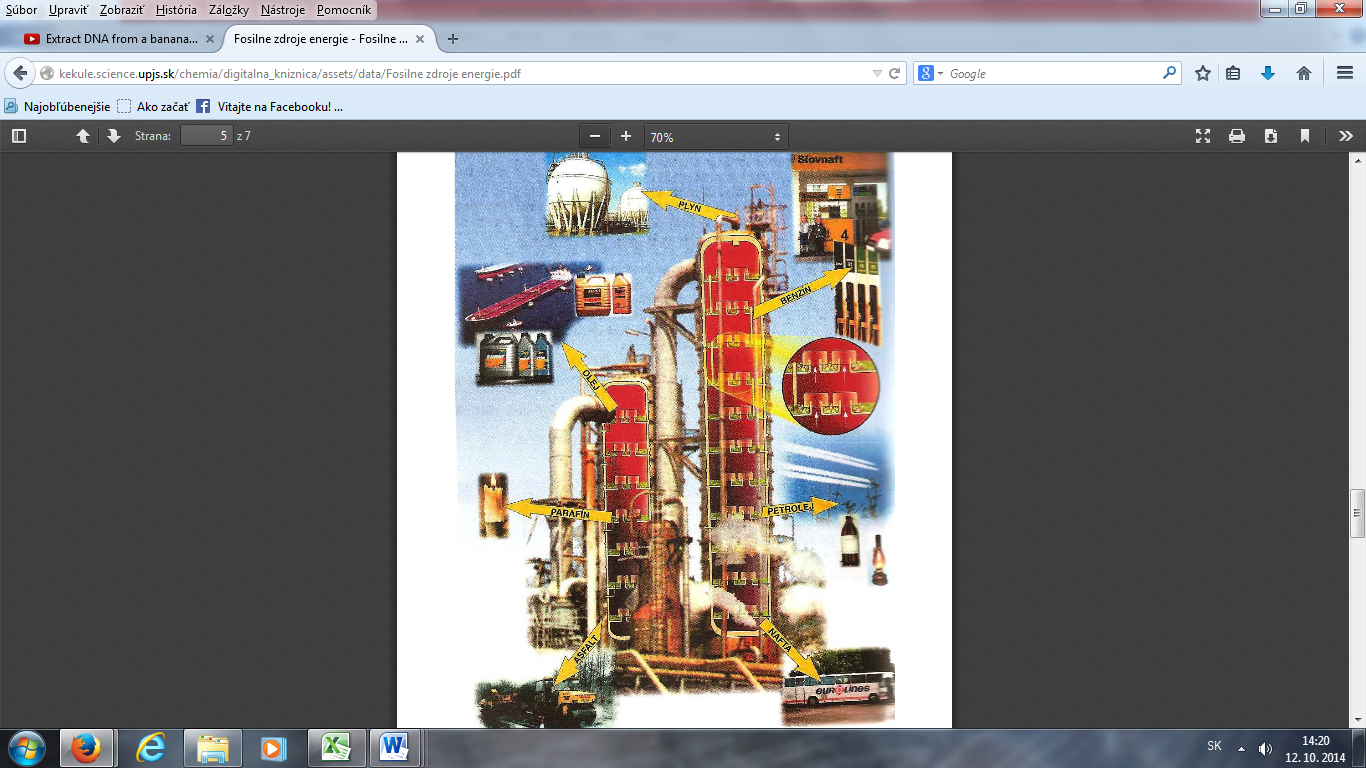 Súbor Upraviť Zobraziť História Záložky Nástroje Pomocník
Extract DNA from a banana...
Fosilne zdroje energie - Fosilne ...
kekule.science.upjs.sk/chemia/digitalna_kniznica/assets/data/Fosilne zdroje energie.pdf
Google
Najobľúbenejšie
Ako začať
Vitajte na Facebooku! ...
Strana: 5 z 7
70%
Slovnaft
PLYN
4
BENZÍN
OLEJ
PARAFÍN
PETROLEJ
ASFALT
NAFTA
eurolines
SK
14:20
12. 10. 2014